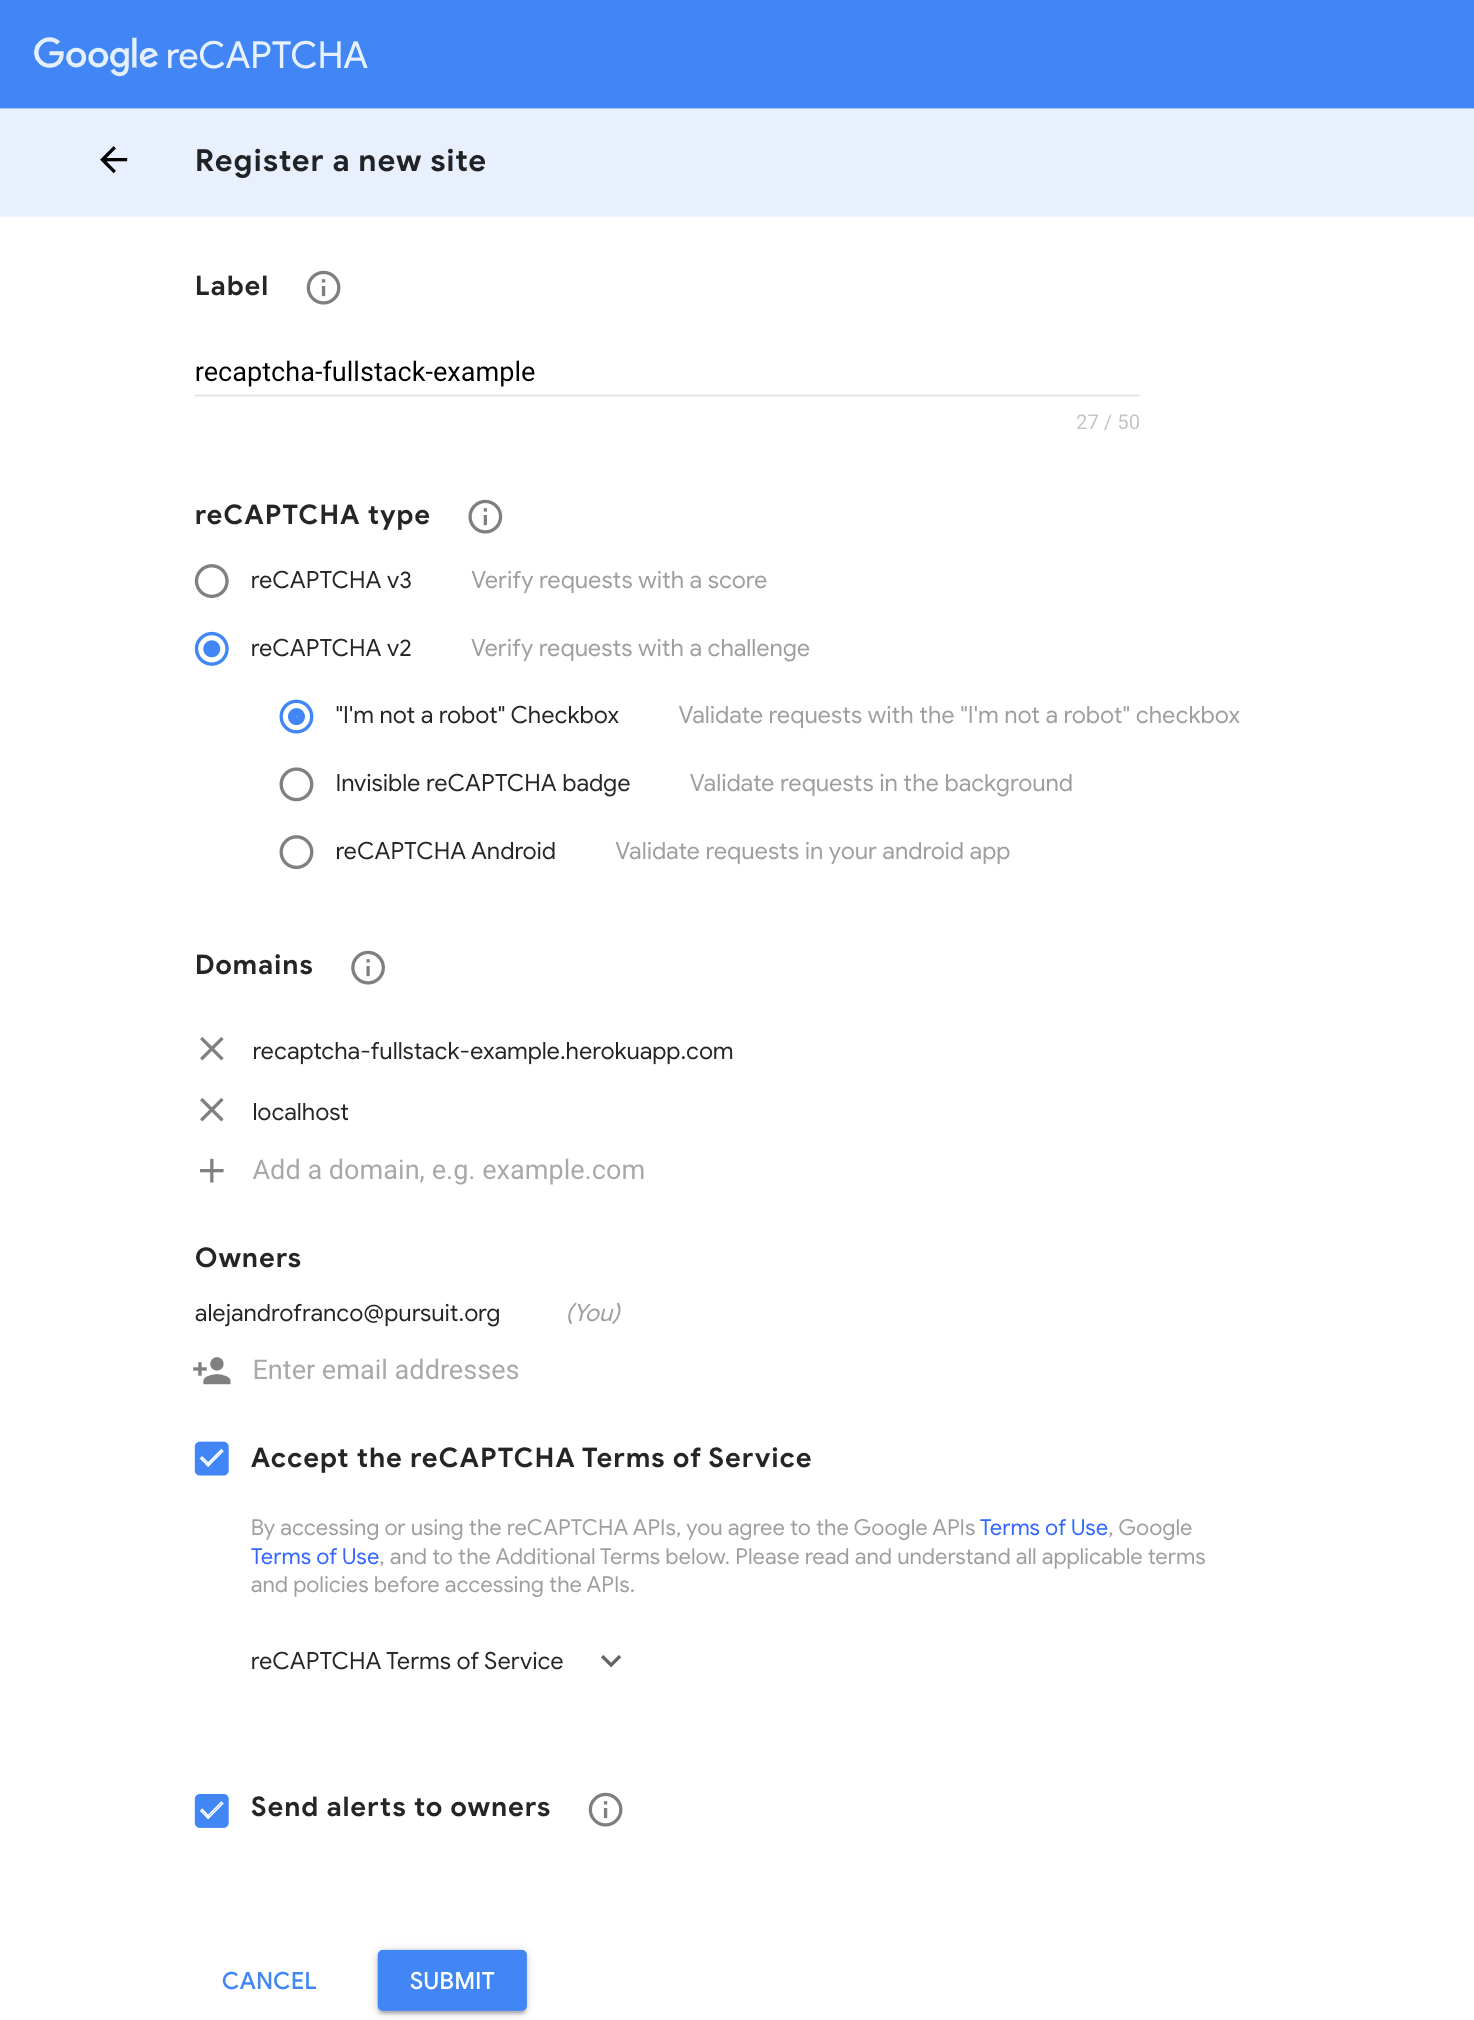 Google reCAPTCHA
Register a new site
Label
recaptcha-fullstack-example
27 / 50
reCAPTCHA type
reCAPTCHA v3 Verify requests with a score
reCAPTCHA v2 Verify requests with a challenge
"I'm not a robot" Checkbox Validate requests with the "I'm not a robot" checkbox
Invisible reCAPTCHA badge Validate requests in the background
reCAPTCHA Android Validate requests in your android app
Domains
recaptcha-fullstack-example.herokuapp.com
localhost
Add a domain, e.g. example.com
Owners
alejandrofranco@pursuit.org (You)
Enter email addresses
Accept the reCAPTCHA Terms of Service
By accessing or using the reCAPTCHA APIs, you agree to the Google APIs Terms of Use, Google
Terms of Use, and to the Additional Terms below. Please read and understand all applicable terms
and policies before accessing the APIs.
reCAPTCHA Terms of Service
Send alerts to owners
CANCEL SUBMIT